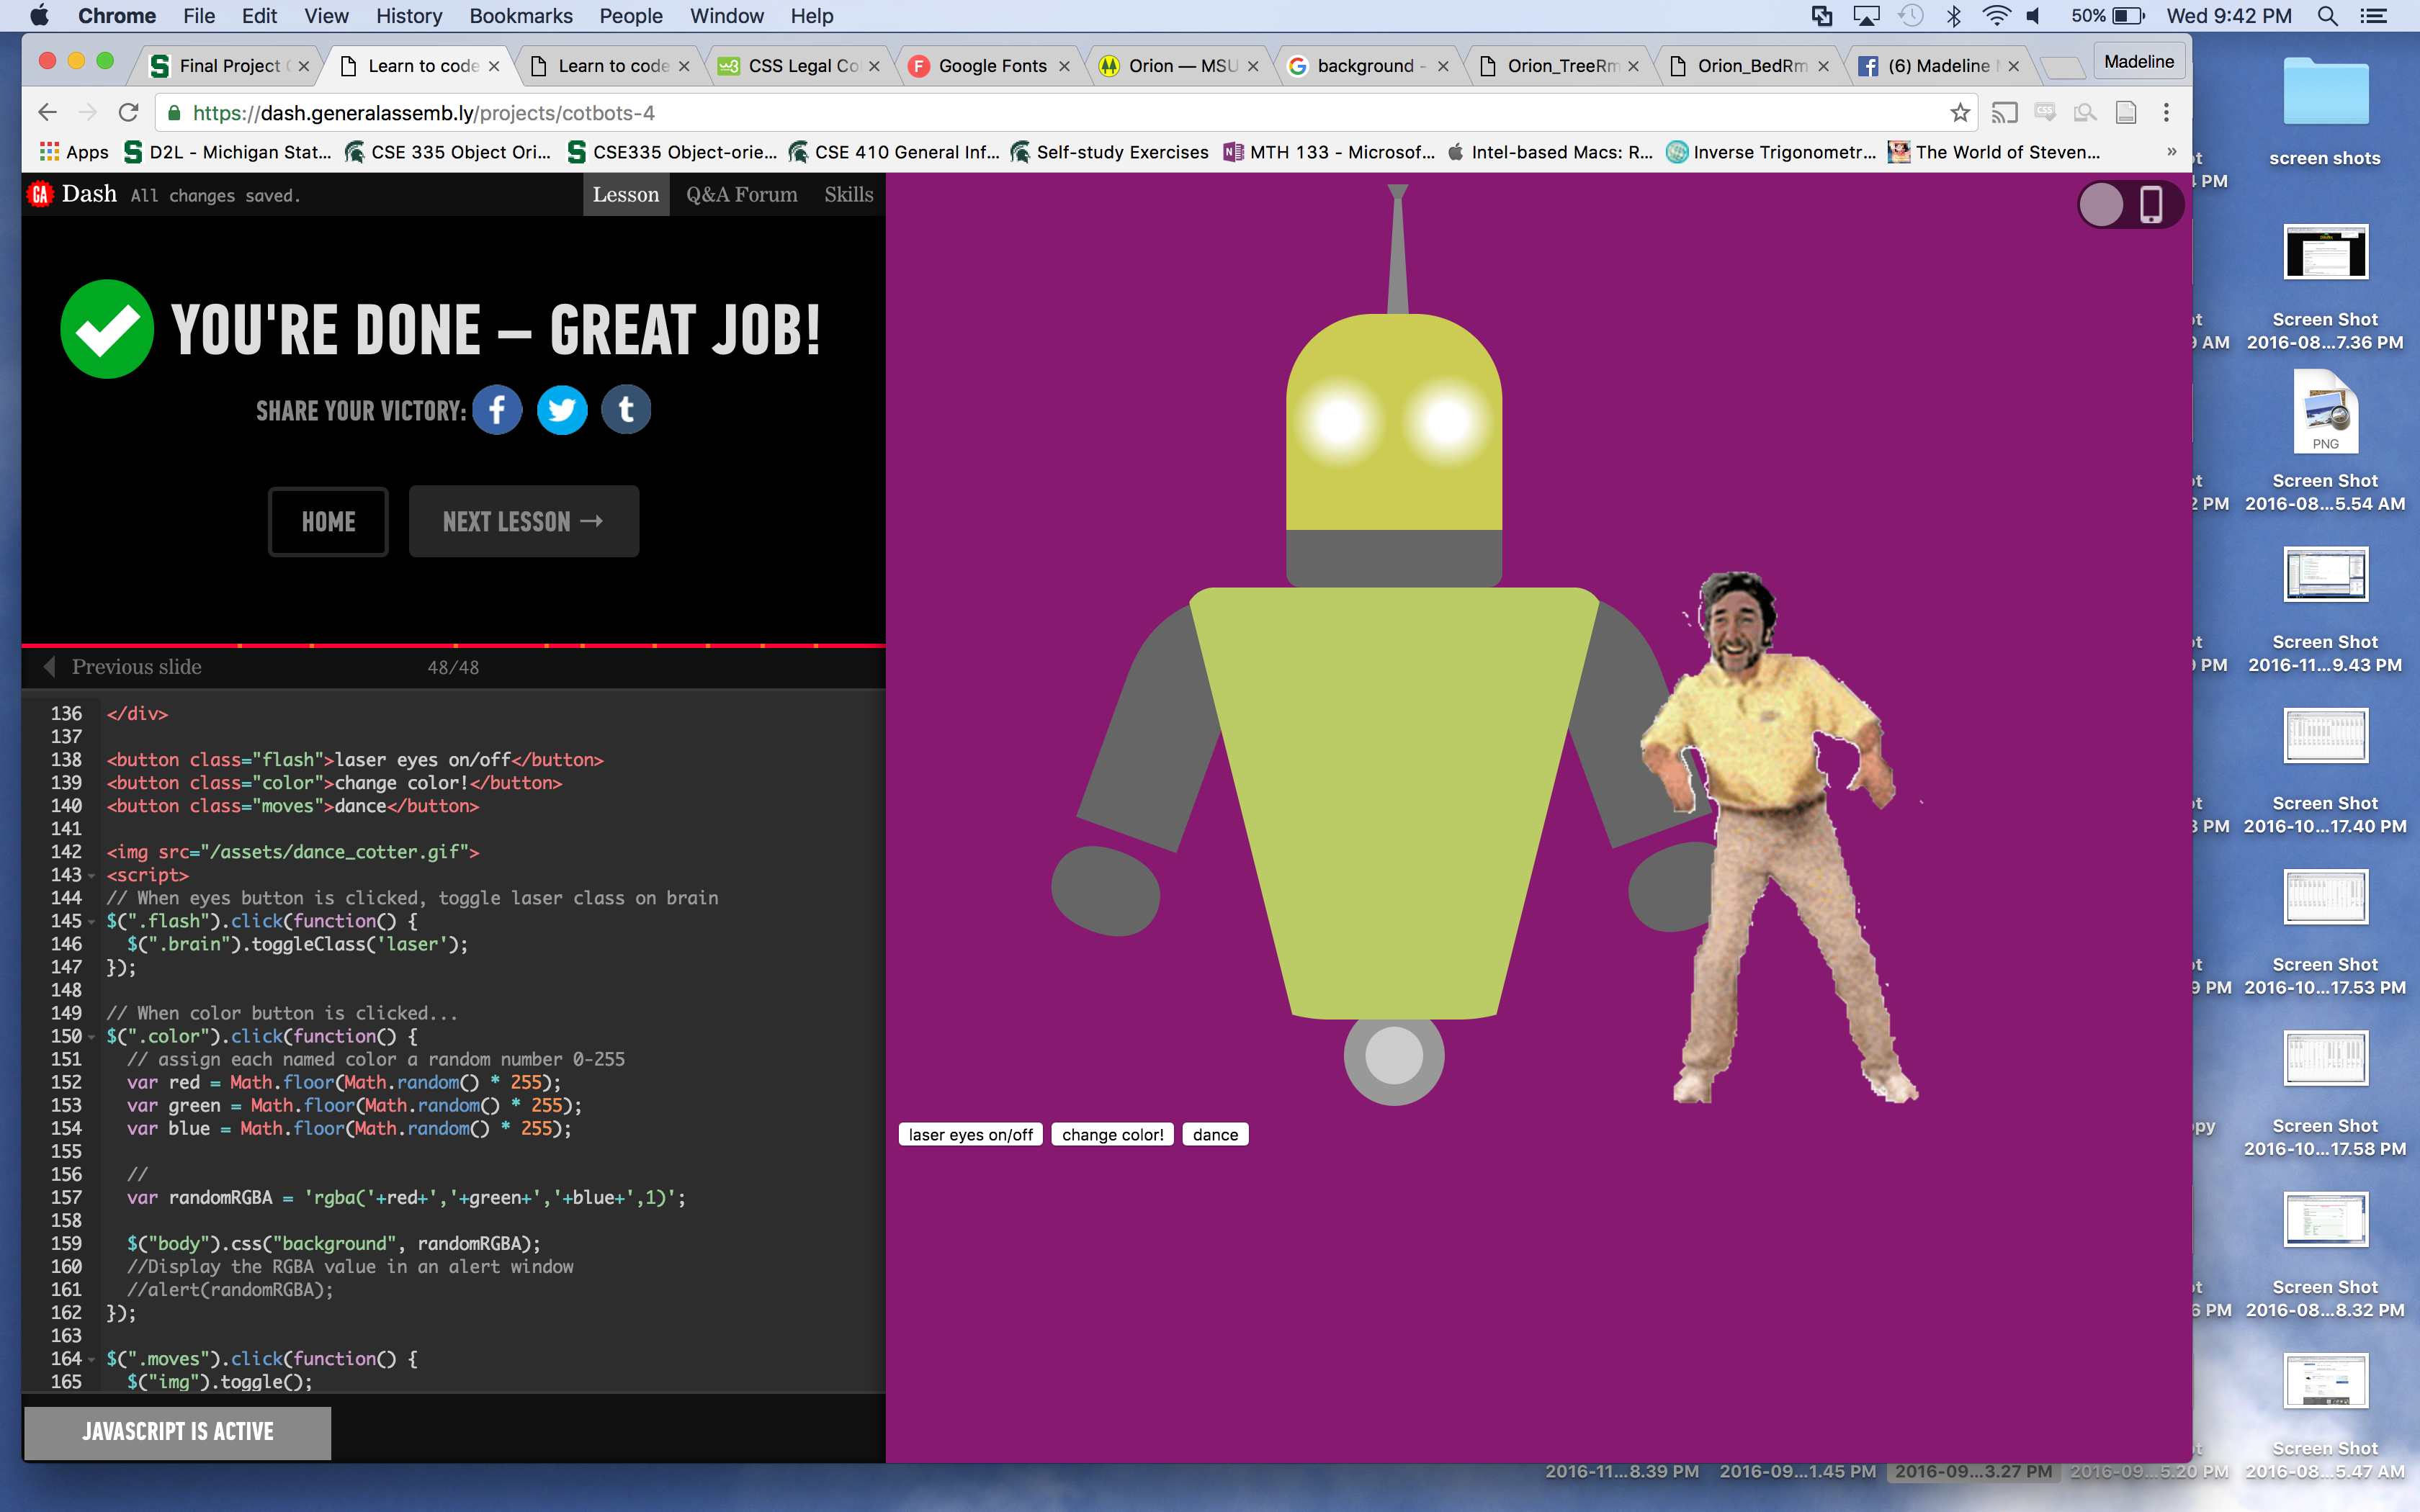 Chrome File Edit View History Bookmarks People Window Help
50% Wed 9:42 PM
Final Project
Learn to code
Learn to code
CSS Legal Co
Google Fonts
Orion — MSU
background -
Orion_TreeRm
Orion_BedRm
(6) Madeline
Madeline
https://dash.generalassemb.ly/projects/cotbots-4
Apps
D2L - Michigan Stat...
CSE 335 Object Ori...
CSE335 Object-orie...
CSE 410 General Inf...
Self-study Exercises
MTH 133 - Microsof...
Intel-based Macs: R...
Inverse Trigonometr...
The World of Steven...
»
GA Dash All changes saved.
Lesson Q&A Forum Skills
YOU'RE DONE – GREAT JOB!
SHARE YOUR VICTORY:
HOME
NEXT LESSON →
Previous slide
48/48
136 </div>
137
138 <button class="flash">laser eyes on/off</button>
139 <button class="color">change color!</button>
140 <button class="moves">dance</button>
141
142 <img src="/assets/dance_cotter.gif">
143 <script>
144 // When eyes button is clicked, toggle laser class on brain
145 $(".flash").click(function() {
146 $(".brain").toggleClass('laser');
147 });
148
149 // When color button is clicked...
150 $(".color").click(function() {
151 // assign each named color a random number 0-255
152 var red = Math.floor(Math.random() * 255);
153 var green = Math.floor(Math.random() * 255);
154 var blue = Math.floor(Math.random() * 255);
155
156 //
157 var randomRGBA = 'rgba('+red+','+green+','+blue+',1)';
158
159 $("body").css("background", randomRGBA);
160 //Display the RGBA value in an alert window
161 //alert(randomRGBA);
162 });
163
164 $(".moves").click(function() {
165 $("img").toggle();
JAVASCRIPT IS ACTIVE
laser eyes on/off
change color!
dance
screen shots
Screen Shot
2016-08...7.36 PM
PNG
Screen Shot
2016-08...5.54 AM
Screen Shot
2016-11...9.43 PM
Screen Shot
2016-10...17.40 PM
Screen Shot
2016-10...17.53 PM
Screen Shot
2016-10...17.58 PM
Screen Shot
2016-08...8.32 PM
Screen Shot
2016-08...5.47 AM
2016-11...8.39 PM
2016-09...1.45 PM
2016-09...3.27 PM
2016-09...5.20 PM